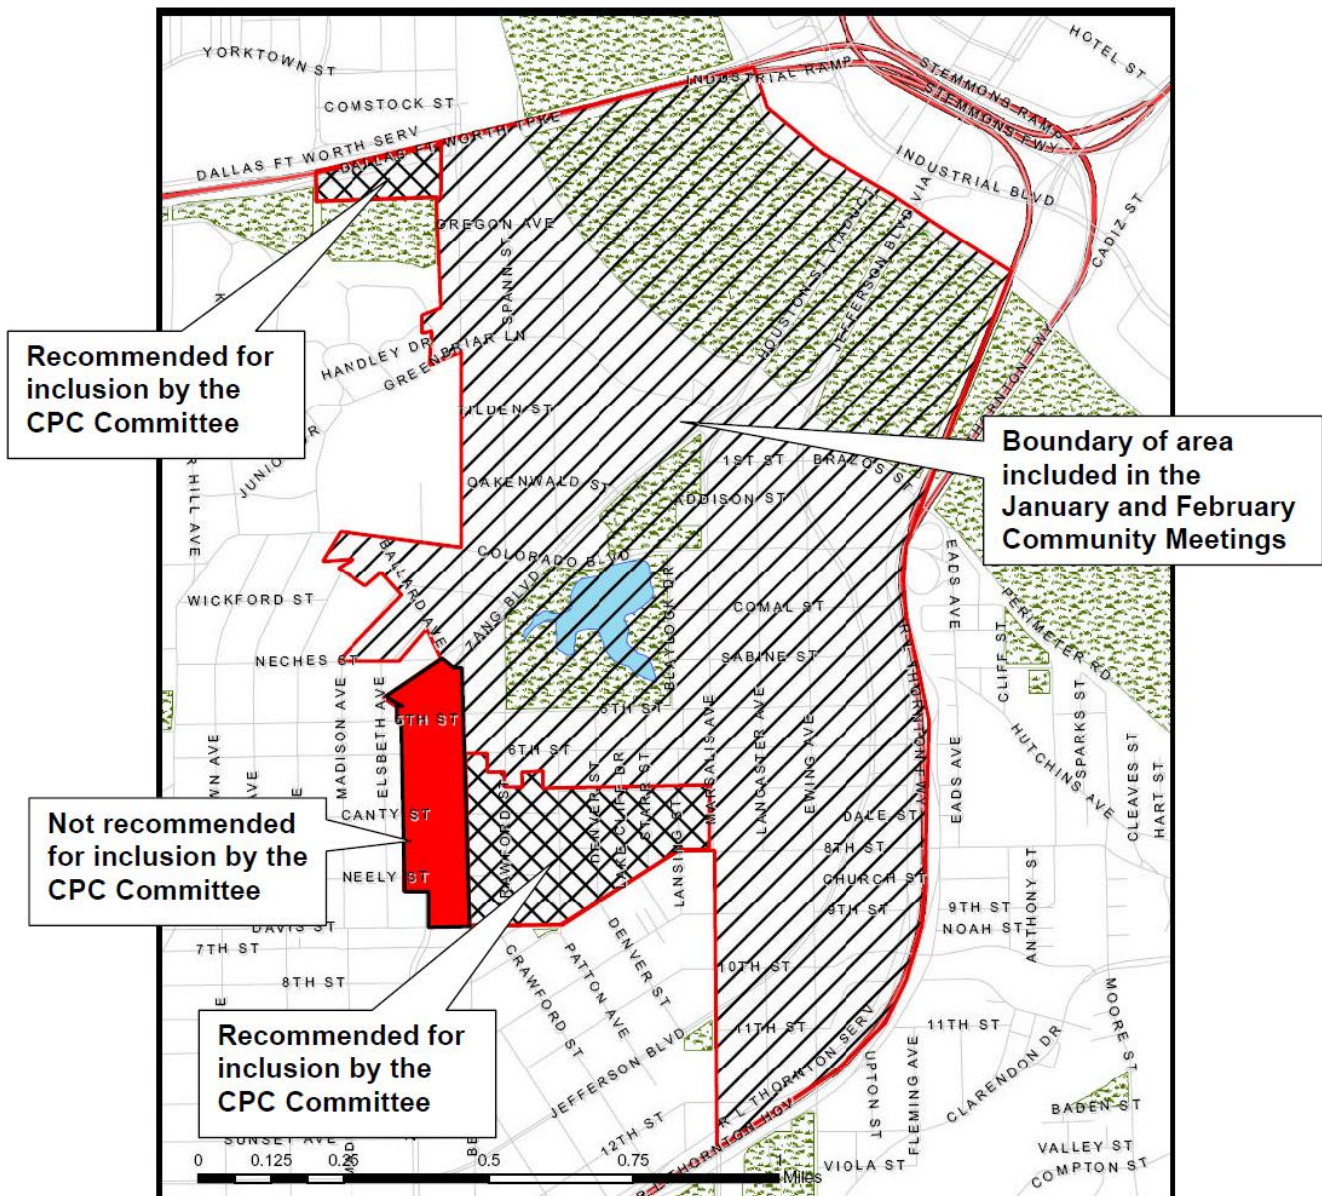 YORKTOWN ST
COMSTOCK ST
DALLAS FT WORTH SERV
DALLAS FT WORTH TPKE
INDUSTRIAL RAMP
HOTEL ST
STEMMONS RAMP
STEMMONS FWY
INDUSTRIAL BLVD
CADIZ ST
GREGON AVE
SPANN ST
HOUSTON ST VIADUCT
JEFFERSON BLVD VIA
HANDLEY DR
GREENBRIAR LN
THORNTON FWY
Recommended for
inclusion by the
CPC Committee
TILDEN ST
Boundary of area
included in the
January and February
Community Meetings
1ST ST
BRAZOS ST
HILL AVE
OAKENWALD ST
ADDISON ST
COLORADO BLVD
BALLARD AVE
ZANG BLVD
BLAYLOCK DR
WICKFORD ST
COMAL ST
EADS AVE
PERIMETER RD
CLIFF ST
NECHES ST
SABINE ST
R L THORNTON FWY
MADISON AVE
ELSBETH AVE
5TH ST
5TH ST
6TH ST
MARSALIS AVE
LANCASTER AVE
EWING AVE
EADS AVE
HUTCHINS AVE
SPARKS ST
CLEAVES ST
HART ST
CANTY ST
NEELY ST
DENVER ST
LAKE CLIFF DR
STARR ST
LANSING ST
DALE ST
8TH ST
CHURCH ST
9TH ST
9TH ST
NOAH ST
ANTHONY ST
Not recommended
for inclusion by the
CPC Committee
DAVIS ST
7TH ST
8TH ST
CRAWFORD ST
PATTON AVE
DENVER ST
10TH ST
11TH ST
11TH ST
MOORE ST
JEFFERSON BLVD
R L THORNTON SERV
UPTON ST
FLEMING AVE
CLARENDON DR
Recommended for
inclusion by the
CPC Committee
BADEN ST
SUNSET AVE
12TH ST
R L THORNTON HOV
VALLEY ST
VIOLA ST
COMPTON ST
0 0.125 0.25 0.5 0.75 1
Miles